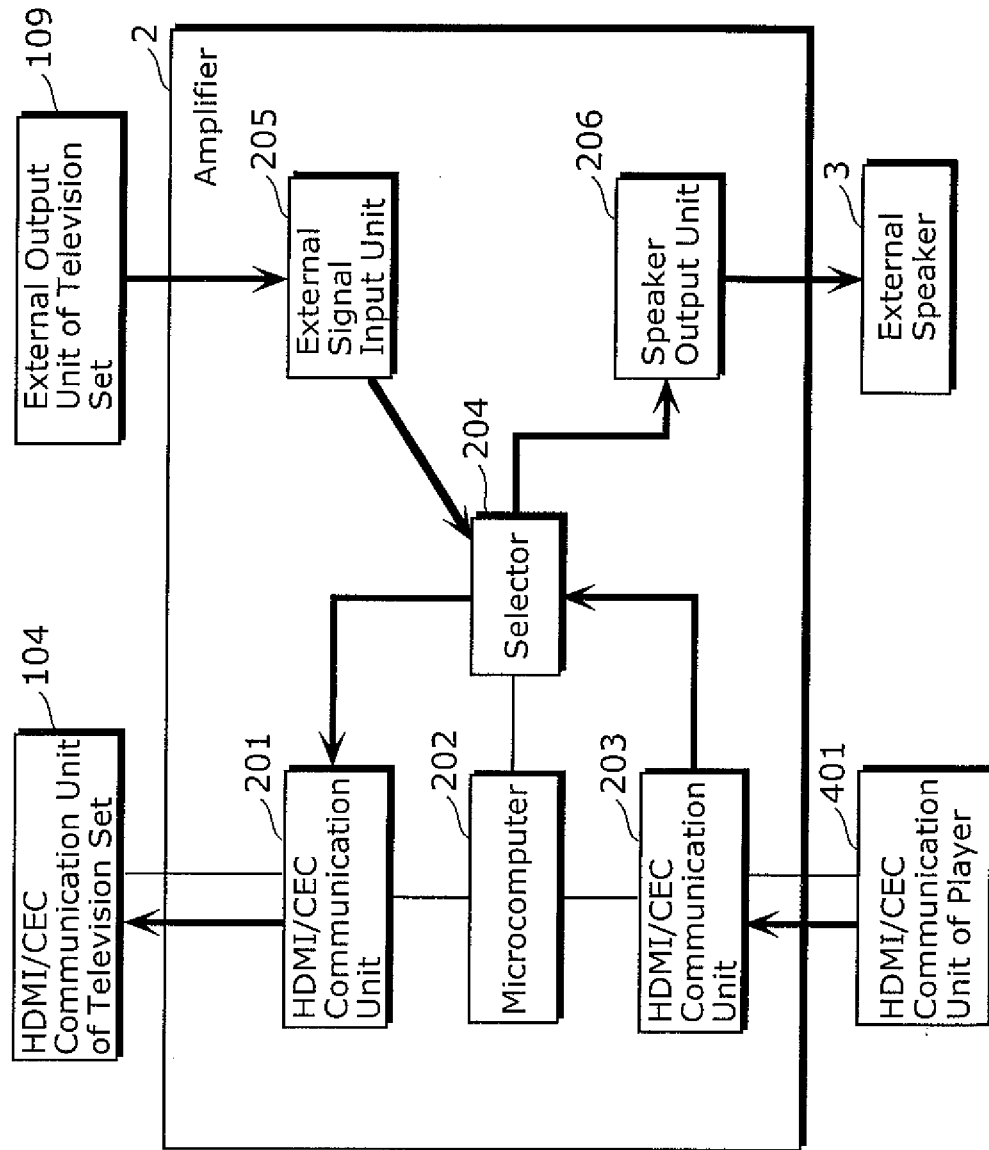 109
External Output
Unit of Television
Set
104
HDMI/CEC
Communication Unit
of Television Set
2
Amplifier
205
External
Signal
Input Unit
201
HDMI/CEC
Communication
Unit
204
Selector
202
Microcomputer
206
Speaker
Output Unit
203
HDMI/CEC
Communication
Unit
3
External
Speaker
401
HDMI/CEC
Communication
Unit of Player